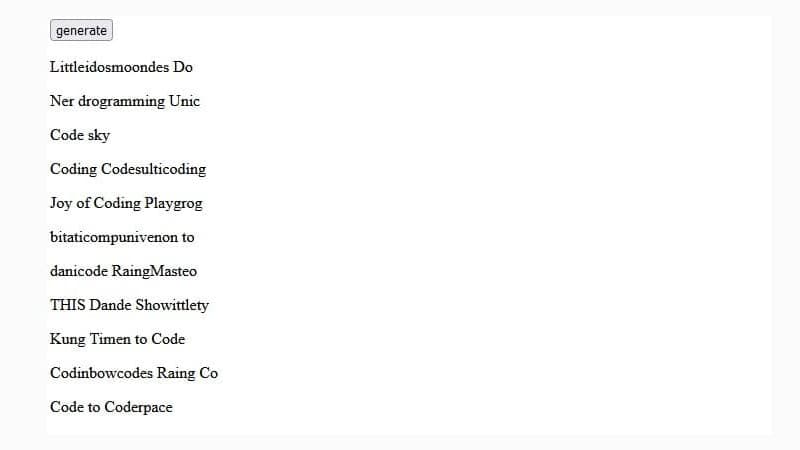 generate
Littleidosmoondes Do
Ner drogramming Unic
Code sky
Coding Codesulticoding
Joy of Coding Playgrog
bitaticompunivenon to
danicode RaingMasteo
THIS Dande Showittlety
Kung Timen to Code
Codinbowcodes Raing Co
Code to Coderpace